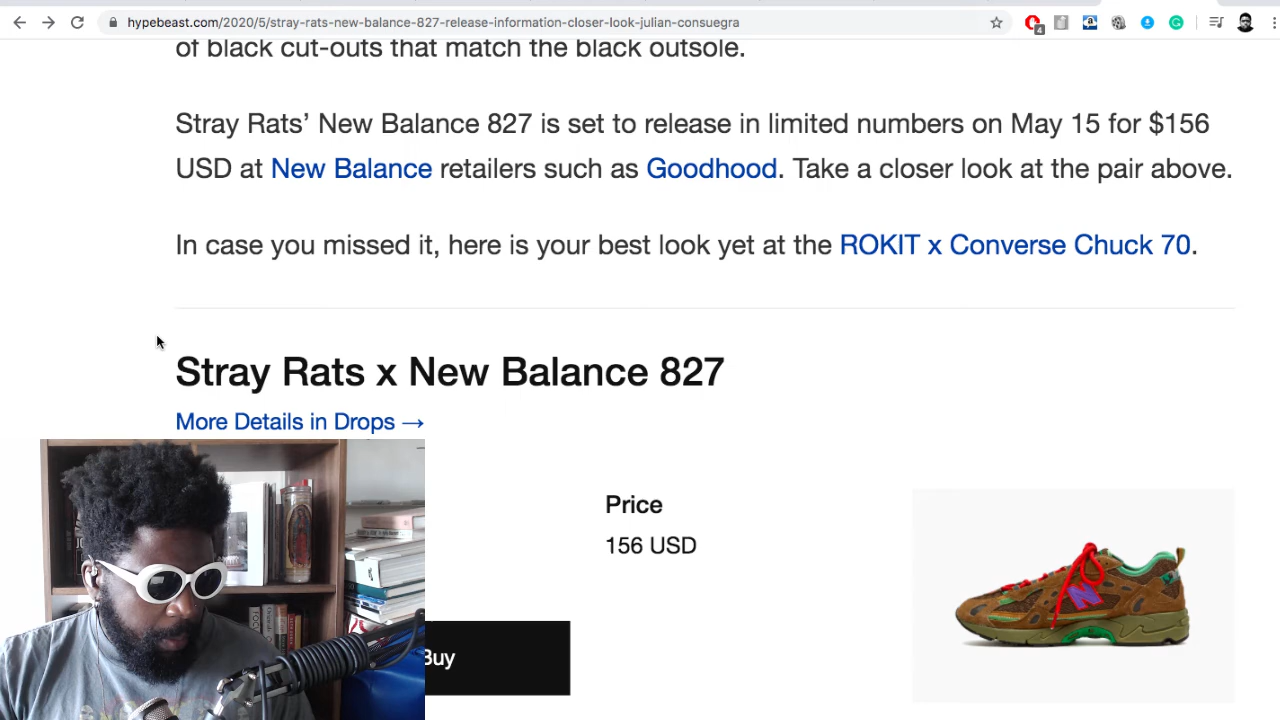 hypebeast.com/2020/5/stray-rats-new-balance-827-release-information-closer-look-julian-consuegra
4
of black cut-outs that match the black outsole.
Stray Rats’ New Balance 827 is set to release in limited numbers on May 15 for $156
USD at New Balance retailers such as Goodhood. Take a closer look at the pair above.
In case you missed it, here is your best look yet at the ROKIT x Converse Chuck 70.
Stray Rats x New Balance 827
More Details in Drops →
Price
156 USD
Buy
N